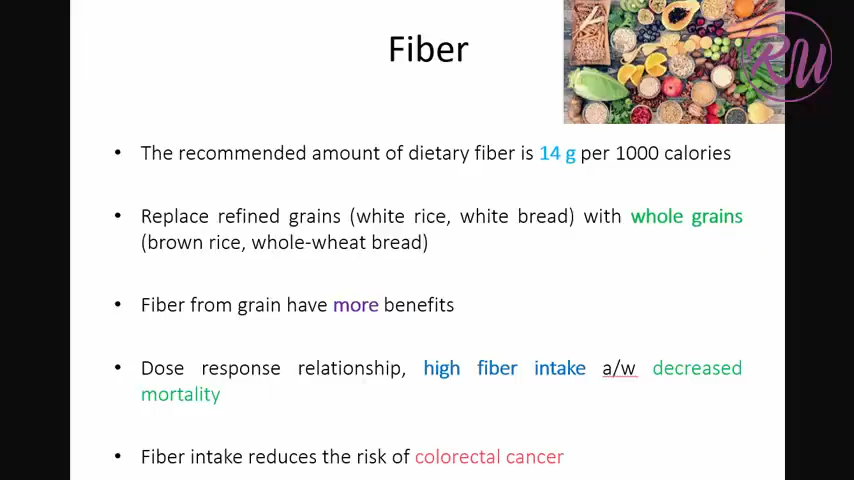 Fiber
RU
• The recommended amount of dietary fiber is 14 g per 1000 calories
• Replace refined grains (white rice, white bread) with whole grains
(brown rice, whole-wheat bread)
• Fiber from grain have more benefits
• Dose response relationship, high fiber intake a/w decreased
mortality
• Fiber intake reduces the risk of colorectal cancer